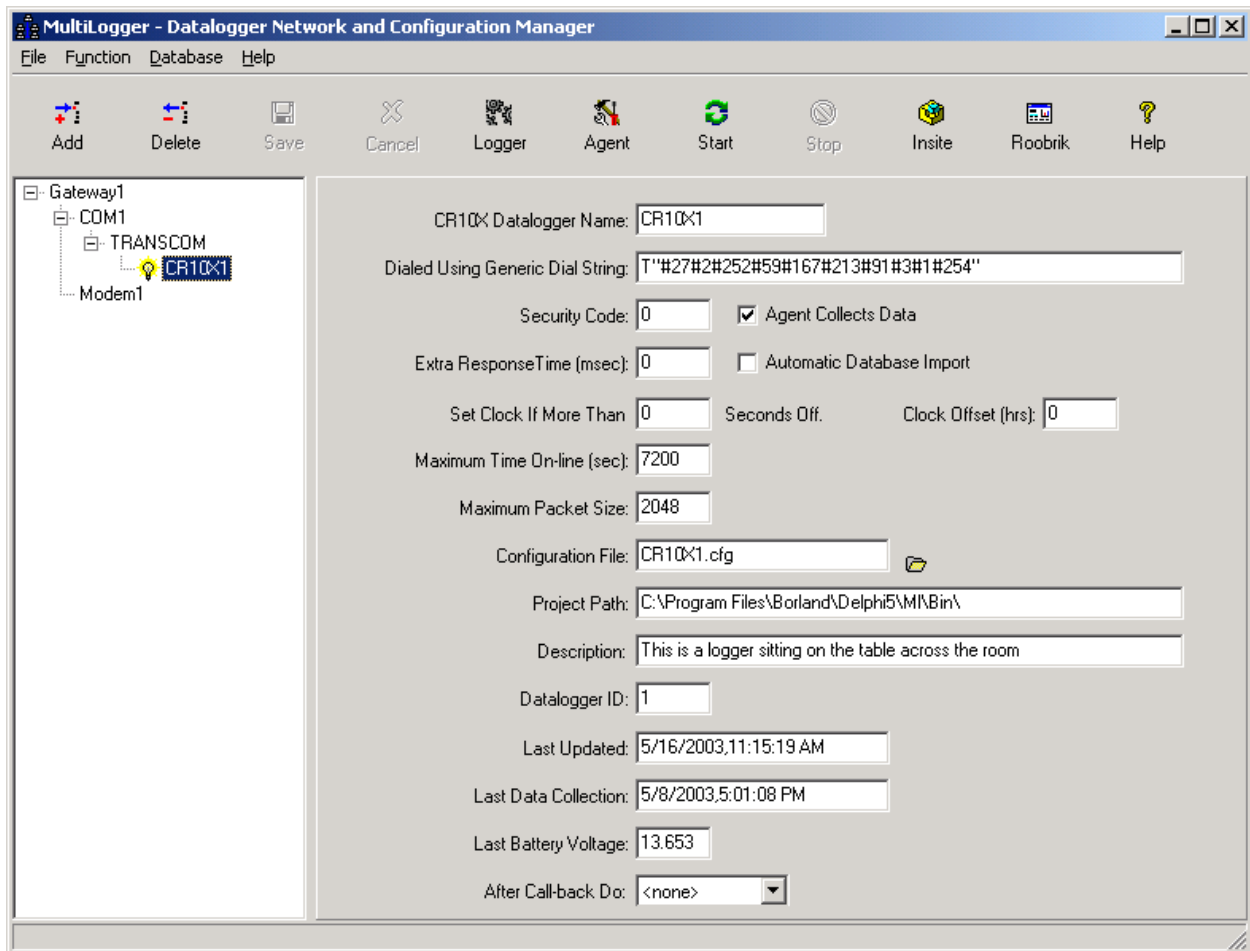 MultiLogger - Datalogger Network and Configuration Manager
File Function Database Help
Add Delete Save Cancel Logger Agent Start Stop Insite Roobrik Help
Gateway1
COM1
TRANSCOM
CR10X1
Modem1
CR10X Datalogger Name: CR10X1
Dialed Using Generic Dial String: T"#27#2#252#59#167#213#91#3#1#254"
Security Code: 0 Agent Collects Data
Extra ResponseTime (msec): 0 Automatic Database Import
Set Clock If More Than 0 Seconds Off. Clock Offset (hrs): 0
Maximum Time On-line (sec): 7200
Maximum Packet Size: 2048
Configuration File: CR10X1.cfg
Project Path: C:\Program Files\Borland\Delphi5\Ml\Bin\
Description: This is a logger sitting on the table across the room
Datalogger ID: 1
Last Updated: 5/16/2003,11:15:19 AM
Last Data Collection: 5/8/2003,5:01:08 PM
Last Battery Voltage: 13.653
After Call-back Do: <none>